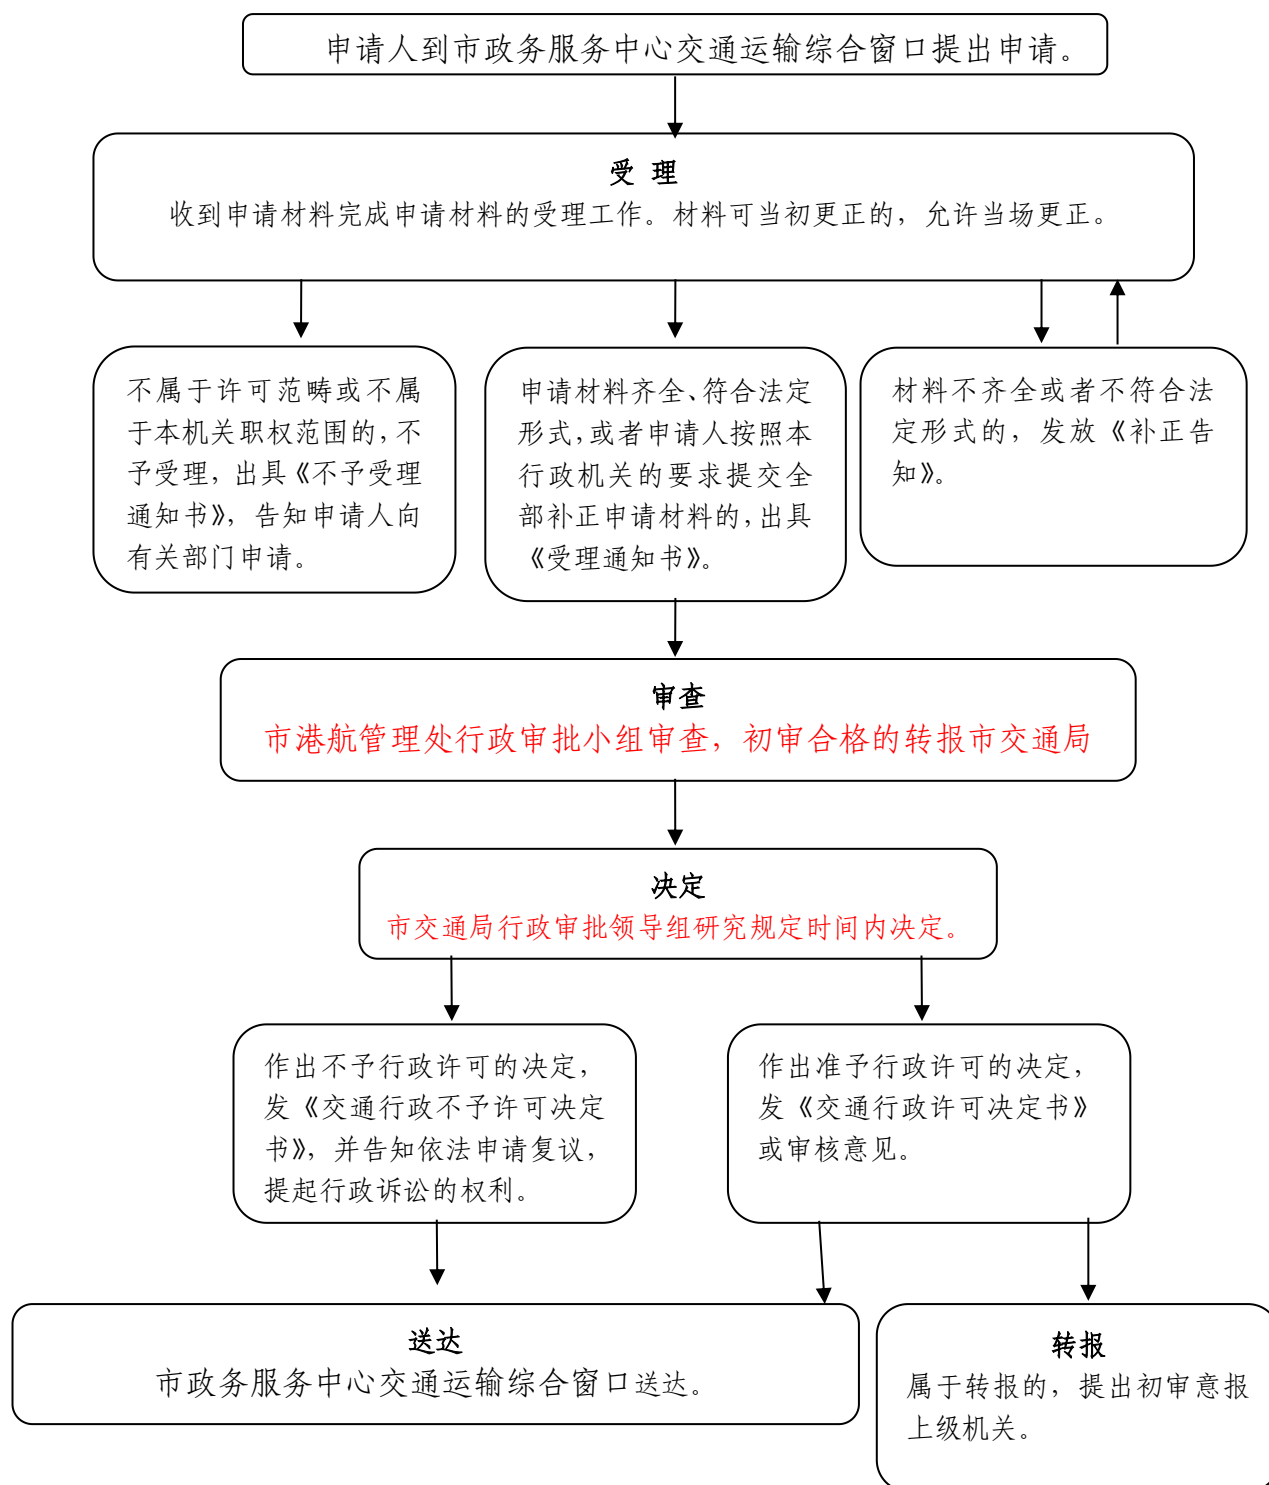 申请人到市政务服务中心交通运输综合窗口提出申请。
受 理
收到申请材料完成申请材料的受理工作。材料可当初更正的，允许当场更正。
不属于许可范畴或不属
于本机关职权范围的，不
予受理，出具《不予受理
通知书》，告知申请人向
有关部门申请。
申请材料齐全、符合法定
形式，或者申请人按照本
行政机关的要求提交全
部补正申请材料的，出具
《受理通知书》。
材料不齐全或者不符合法
定形式的，发放《补正告
知》。
审查
市港航管理处行政审批小组审查，初审合格的转报市交通局
决定
市交通局行政审批领导组研究规定时间内决定。
作出不予行政许可的决定，
发《交通行政不予许可决定
书》，并告知依法申请复议，
提起行政诉讼的权利。
作出准予行政许可的决定，
发《交通行政许可决定书》
或审核意见。
送达
市政务服务中心交通运输综合窗口送达。
转报
属于转报的，提出初审意报
上级机关。